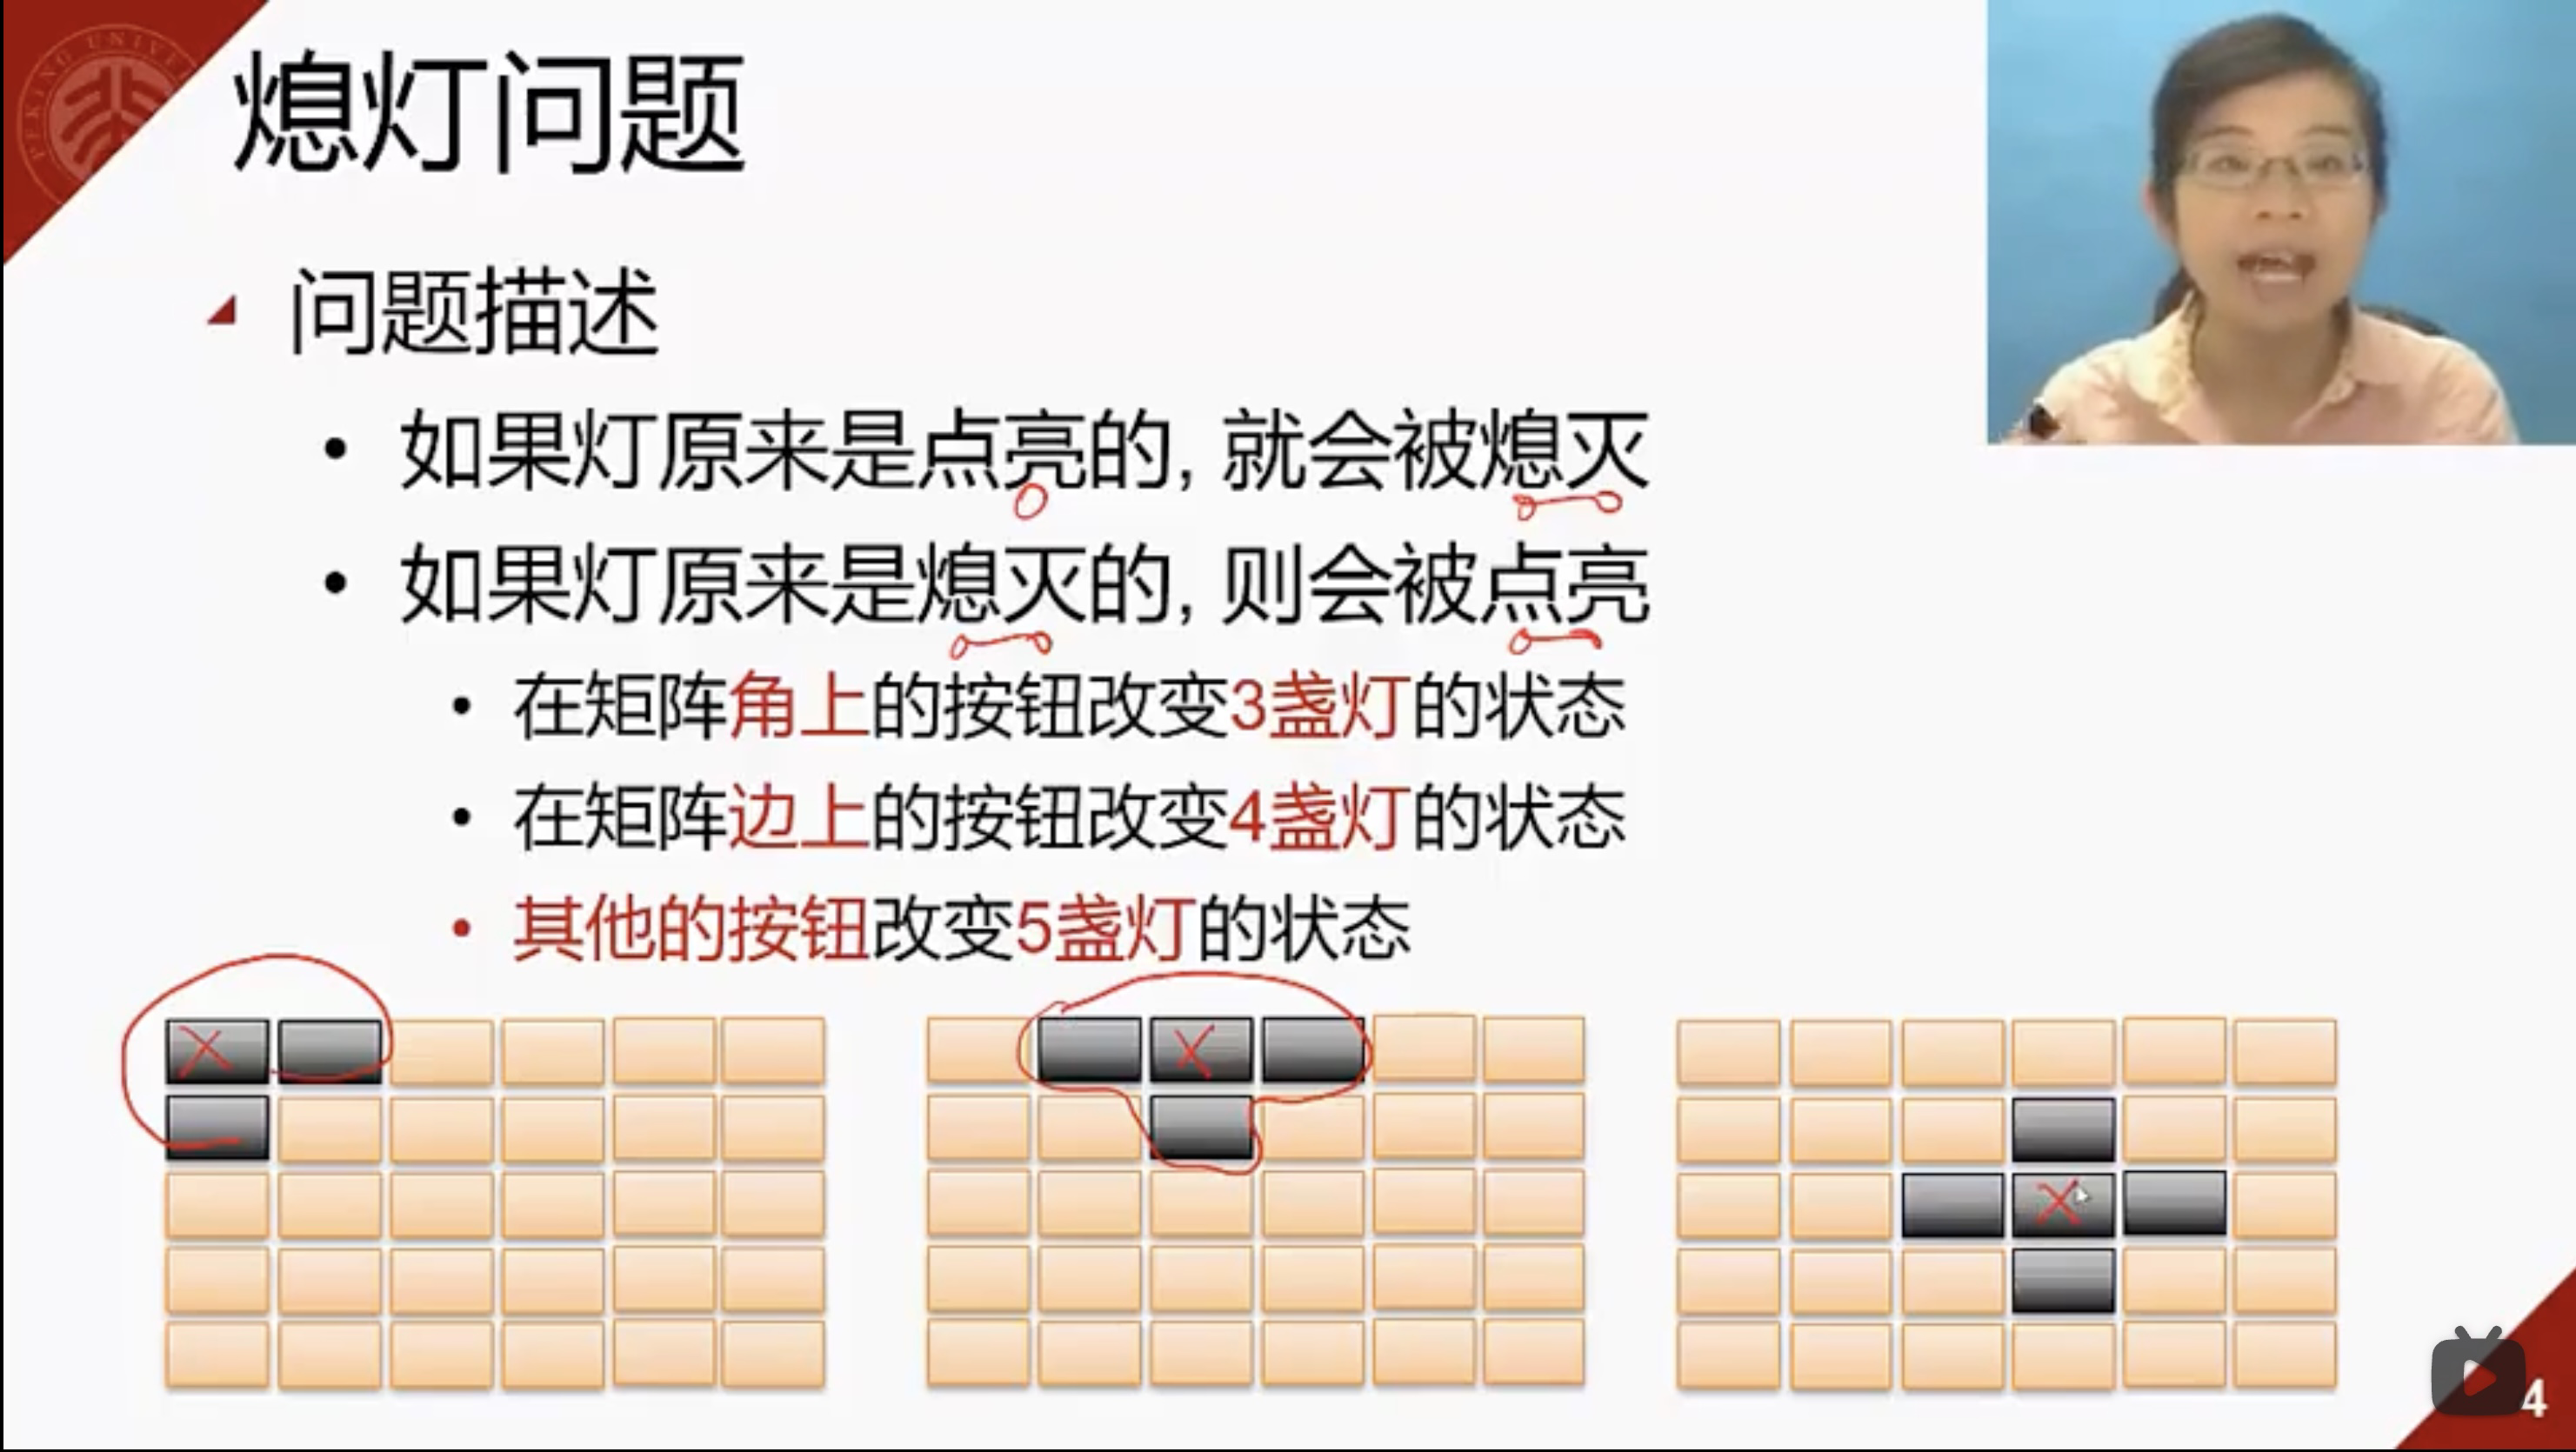 熄灯问题
问题描述
• 如果灯原来是点亮的, 就会被熄灭
• 如果灯原来是熄灭的, 则会被点亮
• 在矩阵角上的按钮改变3盏灯的状态
• 在矩阵边上的按钮改变4盏灯的状态
• 其他的按钮改变5盏灯的状态
4